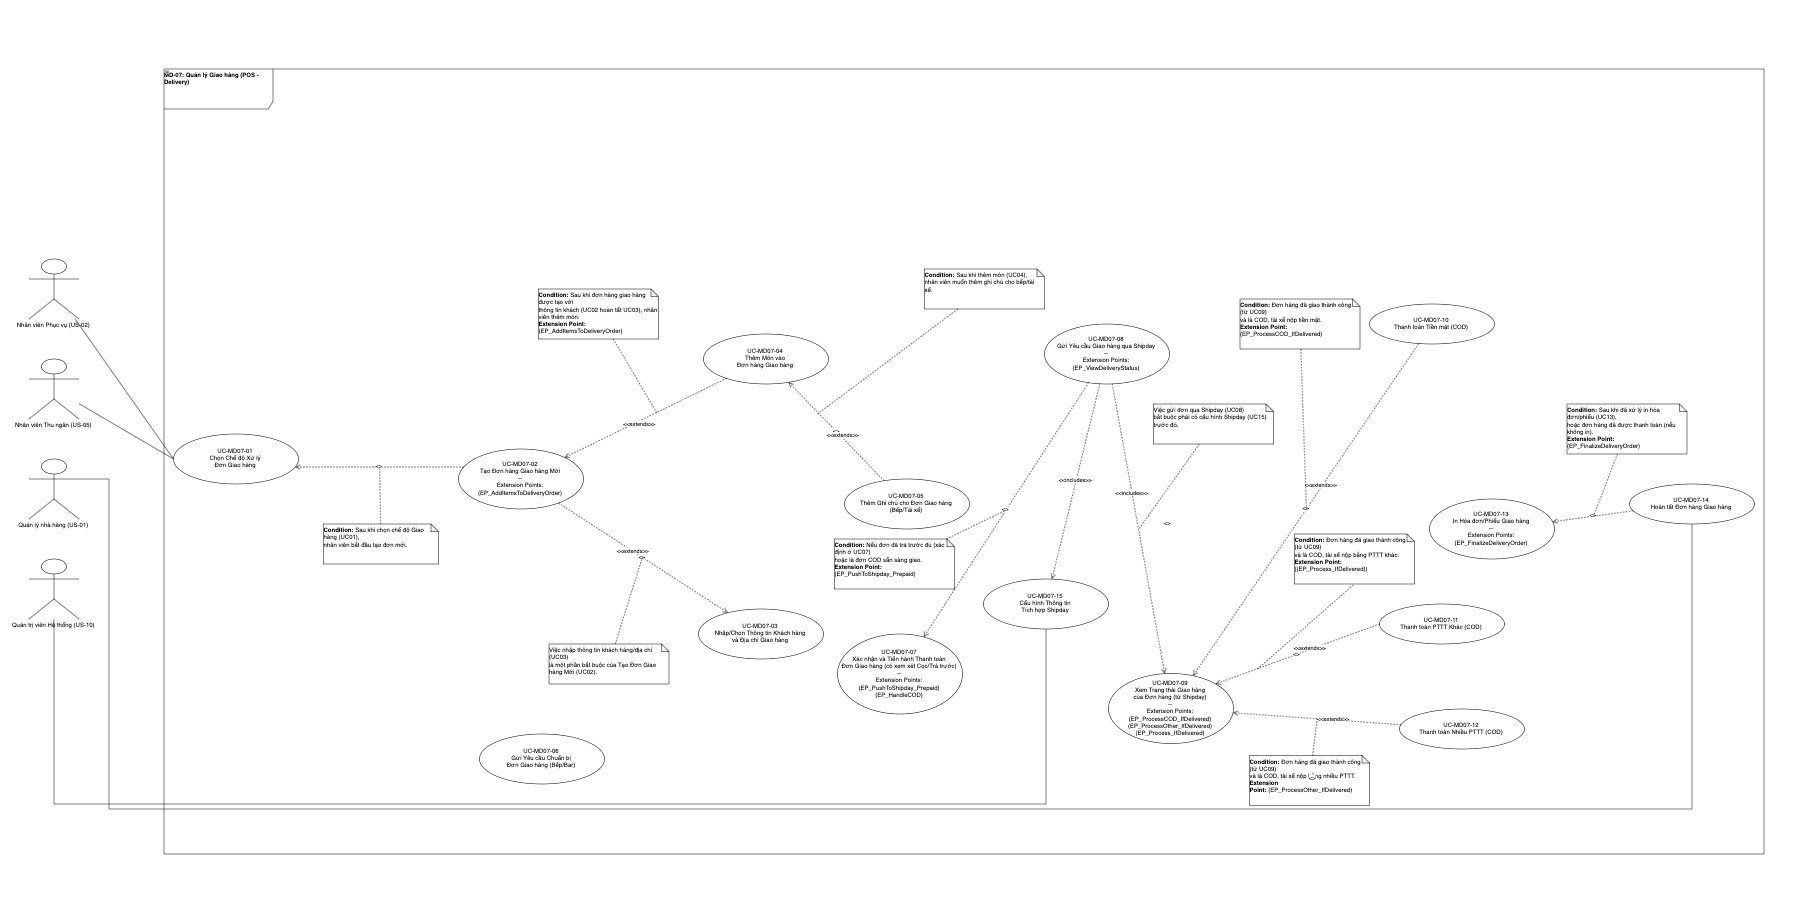 MD-07: Quản lý Giao hàng (POS -
Delivery)
Nhân viên Phục vụ (US-02)
Nhân viên Thu ngân (US-05)
Quản lý nhà hàng (US-01)
Quản trị viên Hệ thống (US-10)
UC-MD07-01
Chọn Chế độ Xử lý
Đơn Giao hàng
Condition: Sau khi chọn chế độ Giao
hàng (UC01),
nhân viên bắt đầu tạo đơn mới.
UC-MD07-02
Tạo Đơn hàng Giao hàng Mới
--
Extension Points:
(EP_AddItemsToDeliveryOrder)
Condition: Sau khi đơn hàng giao hàng
được tạo với
thông tin khách (UC02 hoàn tất UC03), nhân
viên thêm món.
Extension Point:
(EP_AddItemsToDeliveryOrder)
<<extends>>
UC-MD07-04
Thêm Món vào
Đơn hàng Giao hàng
Condition: Sau khi thêm món (UC04),
nhân viên muốn thêm ghi chú cho bếp/tài
xế.
<<extends>>
UC-MD07-05
Thêm Ghi chú cho Đơn Giao hàng
(Bếp/Tài xế)
<<extends>>
Việc nhập thông tin khách hàng/địa chỉ
(UC03)
là một phần bắt buộc của Tạo Đơn Giao
hàng Mới (UC02).
UC-MD07-03
Nhập/Chọn Thông tin Khách hàng
và Địa chỉ Giao hàng
UC-MD07-06
Gửi Yêu cầu Chuẩn bị
Đơn Giao hàng (Bếp/Bar)
UC-MD07-08
Gửi Yêu cầu Giao hàng qua Shipday
--
Extension Points:
(EP_ViewDeliveryStatus)
Việc gửi đơn qua Shipday (UC08)
bắt buộc phải có cấu hình Shipday (UC15)
trước đó.
<<includes>>
<<includes>>
Condition: Nếu đơn đã trả trước đủ (xác
định ở UC07)
hoặc là đơn COD sẵn sàng giao.
Extension Point:
(EP_PushToShipday_Prepaid)
UC-MD07-15
Cấu hình Thông tin
Tích hợp Shipday
UC-MD07-07
Xác nhận và Tiến hành Thanh toán
Đơn Giao hàng (có xem xét Cọc/Trả trước)
--
Extension Points:
(EP_PushToShipday_Prepaid)
(EP_HandleCOD)
Condition: Đơn hàng đã giao thành công
(từ UC09)
và là COD, tài xế nộp tiền mặt.
Extension Point:
(EP_ProcessCOD_IfDelivered)
UC-MD07-10
Thanh toán Tiền mặt (COD)
<<extends>>
Condition: Đơn hàng đã giao thành công
(từ UC09)
và là COD, tài xế nộp bằng PTTT khác.
Extension Point:
((EP_Process_IfDelivered))
UC-MD07-11
Thanh toán PTTT Khác (COD)
<<extends>>
UC-MD07-09
Xem Trạng thái Giao hàng
của Đơn hàng (từ Shipday)
--
Extension Points:
(EP_ProcessCOD_IfDelivered)
(EP_ProcessOther_IfDelivered)
(EP_Process_IfDelivered)
<<extends>>
UC-MD07-12
Thanh toán Nhiều PTTT (COD)
Condition: Đơn hàng đã giao thành công
(từ UC09)
và là COD, tài xế nộp nhiều PTTT.
Extension
Point: (EP_ProcessOther_IfDelivered)
Condition: Sau khi đã xử lý in hóa
đơn/phiếu (UC13),
hoặc đơn hàng đã được thanh toán (nếu
không in).
Extension Point:
(EP_FinalizeDeliveryOrder)
UC-MD07-13
In Hóa đơn/Phiếu Giao hàng
--
Extension Points:
(EP_FinalizeDeliveryOrder)
UC-MD07-14
Hoàn tất Đơn hàng Giao hàng